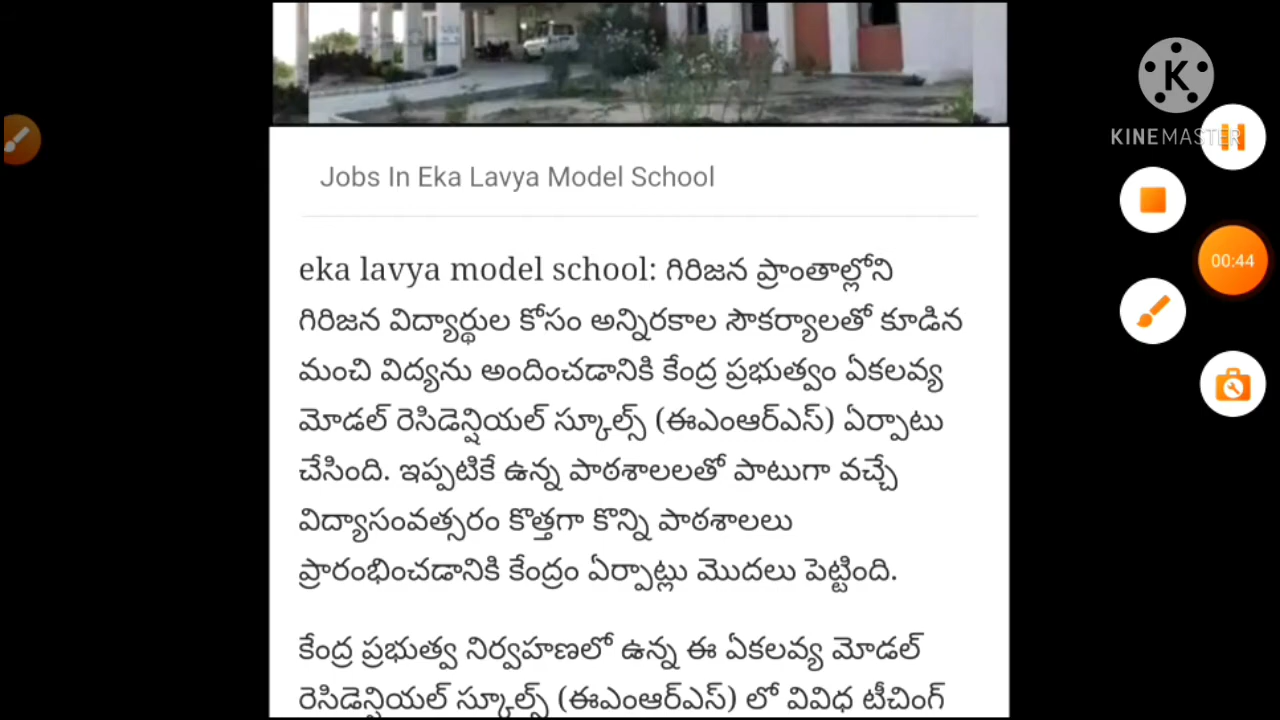 KINEMASTER
00:44
Jobs In Eka Lavya Model School
eka lavya model school: గిరిజన ప్రాంతాల్లోని
గిరిజన విద్యార్థుల కోసం అన్నిరకాల సౌకర్యాలతో కూడిన
మంచి విద్యను అందించడానికి కేంద్ర ప్రభుత్వం ఏకలవ్య
మోడల్ రెసిడెన్షియల్ స్కూల్స్ (ఈఎంఆర్ఎస్) ఏర్పాటు
చేసింది. ఇప్పటికే ఉన్న పాఠశాలలతో పాటుగా వచ్చే
విద్యాసంవత్సరం కొత్తగా కొన్ని పాఠశాలలు
ప్రారంభించడానికి కేంద్రం ఏర్పాట్లు మొదలు పెట్టింది.
కేంద్ర ప్రభుత్వ నిర్వహణలో ఉన్న ఈ ఏకలవ్య మోడల్
రెసిడెన్షియల్ స్కూల్స్ (ఈఎంఆర్ఎస్) లో వివిధ టీచింగ్